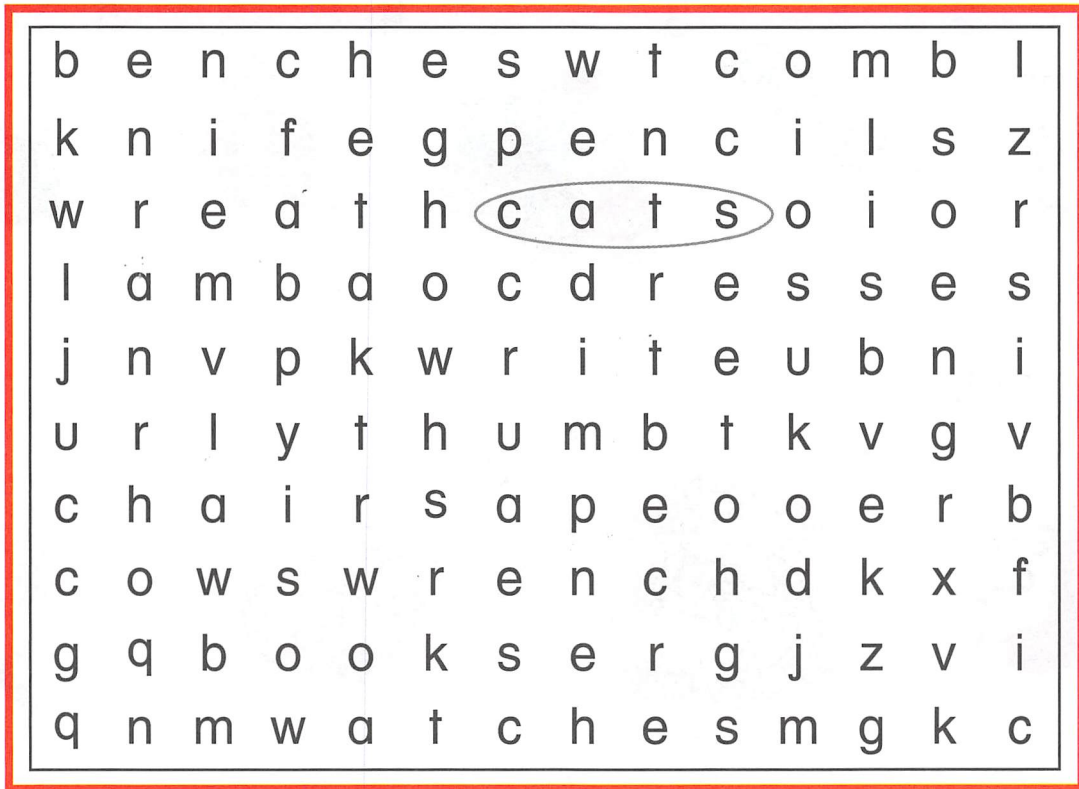 b e n c h e s w t c o m b l
k n i f e g p e n c i l s z
w r e a t h c a t s o i o r
l a m b a o c d r e s s e s
j n v p k w r i t e u b n i
u r l y t h u m b t k v g v
c h a i r s a p e o o e r b
c o w s w r e n c h d k x f
g q b o o k s e r g j z v i
q n m w a t c h e s m g k c